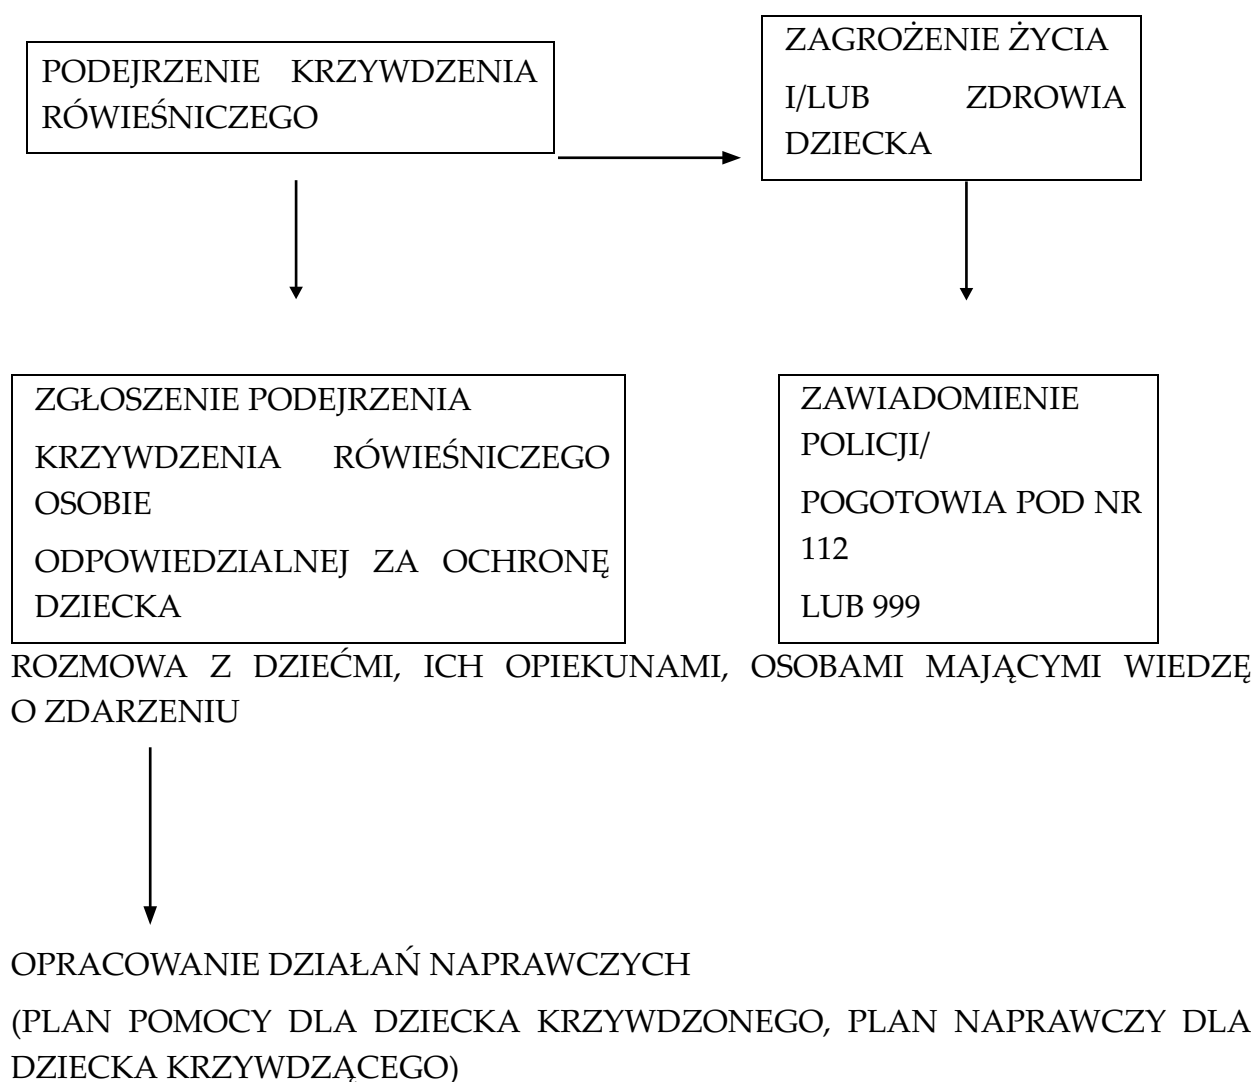 PODEJRZENIE KRZYWDZENIA
RÓWIEŚNICZEGO
ZAGROŻENIE ŻYCIA
I/LUB ZDROWIA
DZIECKA
ZGŁOSZENIE PODEJRZENIA
KRZYWDZENIA RÓWIEŚNICZEGO
OSOBIE
ODPOWIEDZIALNEJ ZA OCHRONĘ
DZIECKA
ZAWIADOMIENIE
POLICJI/
POGOTOWIA POD NR
112
LUB 999
ROZMOWA Z DZIEĆMI, ICH OPIEKUNAMI, OSOBAMI MAJĄCYMI WIEDZĘ
O ZDARZENIU
OPRACOWANIE DZIAŁAŃ NAPRAWCZYCH
(PLAN POMOCY DLA DZIECKA KRZYWDZONEGO, PLAN NAPRAWCZY DLA
DZIECKA KRZYWDZĄCEGO)